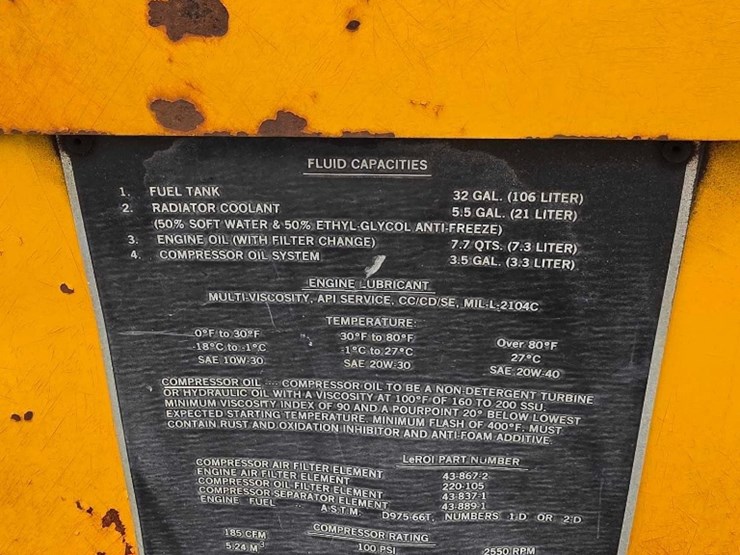 FLUID CAPACITIES
1. FUEL TANK 32 GAL. (106 LITER)
2. RADIATOR COOLANT 5.5 GAL. (21 LITER)
(50% SOFT WATER & 50% ETHYL-GLYCOL ANTI-FREEZE)
3. ENGINE OIL (WITH FILTER CHANGE) 7.7 QTS. (7.3 LITER)
4. COMPRESSOR OIL SYSTEM 3.5 GAL. (3.3 LITER)
ENGINE LUBRICANT
MULTI-VISCOSITY, API SERVICE, CC/CD/SE, MIL-L-2104C
TEMPERATURE:
0°F to 30°F 30°F to 80°F Over 80°F
-18°C to -1°C -1°C to 27°C 27°C
SAE 10W-30 SAE 20W-30 SAE 20W-40
COMPRESSOR OIL --- COMPRESSOR OIL TO BE A NON-DETERGENT TURBINE
OR HYDRAULIC OIL WITH A VISCOSITY AT 100°F OF 160 TO 200 SSU,
MINIMUM VISCOSITY INDEX OF 90 AND A POURPOINT 20° BELOW LOWEST
EXPECTED STARTING TEMPERATURE. MINIMUM FLASH OF 400°F. MUST
CONTAIN RUST AND OXIDATION INHIBITOR AND ANTI-FOAM ADDITIVE.
LeROI PART NUMBER
COMPRESSOR AIR FILTER ELEMENT 43-867-2
ENGINE AIR FILTER ELEMENT 220-105
COMPRESSOR OIL FILTER ELEMENT 43-837-1
COMPRESSOR SEPARATOR ELEMENT 43-889-1
ENGINE FUEL A.S.T.M. D975-66T, NUMBERS 1-D OR 2-D
COMPRESSOR RATING
185 CFM 100 PSI 2550 RPM
5.24 M³